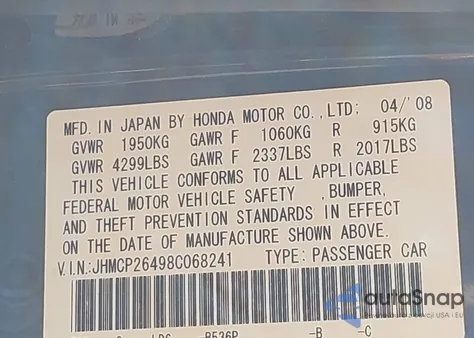 MFD. IN JAPAN BY HONDA MOTOR CO., LTD: 04/'08
GVWR 1950KG GAWR F 1060KG R 915KG
GVWR 4299LBS GAWR F 2337LBS R 2017LBS
THIS VEHICLE CONFORMS TO ALL APPLICABLE
FEDERAL MOTOR VEHICLE SAFETY ,BUMPER,
AND THEFT PREVENTION STANDARDS IN EFFECT
ON THE DATE OF MANUFACTURE SHOWN ABOVE.
V.I.N.:JHMCP26498C068241 TYPE: PASSENGER CAR
autoSnap
B536P -B -C